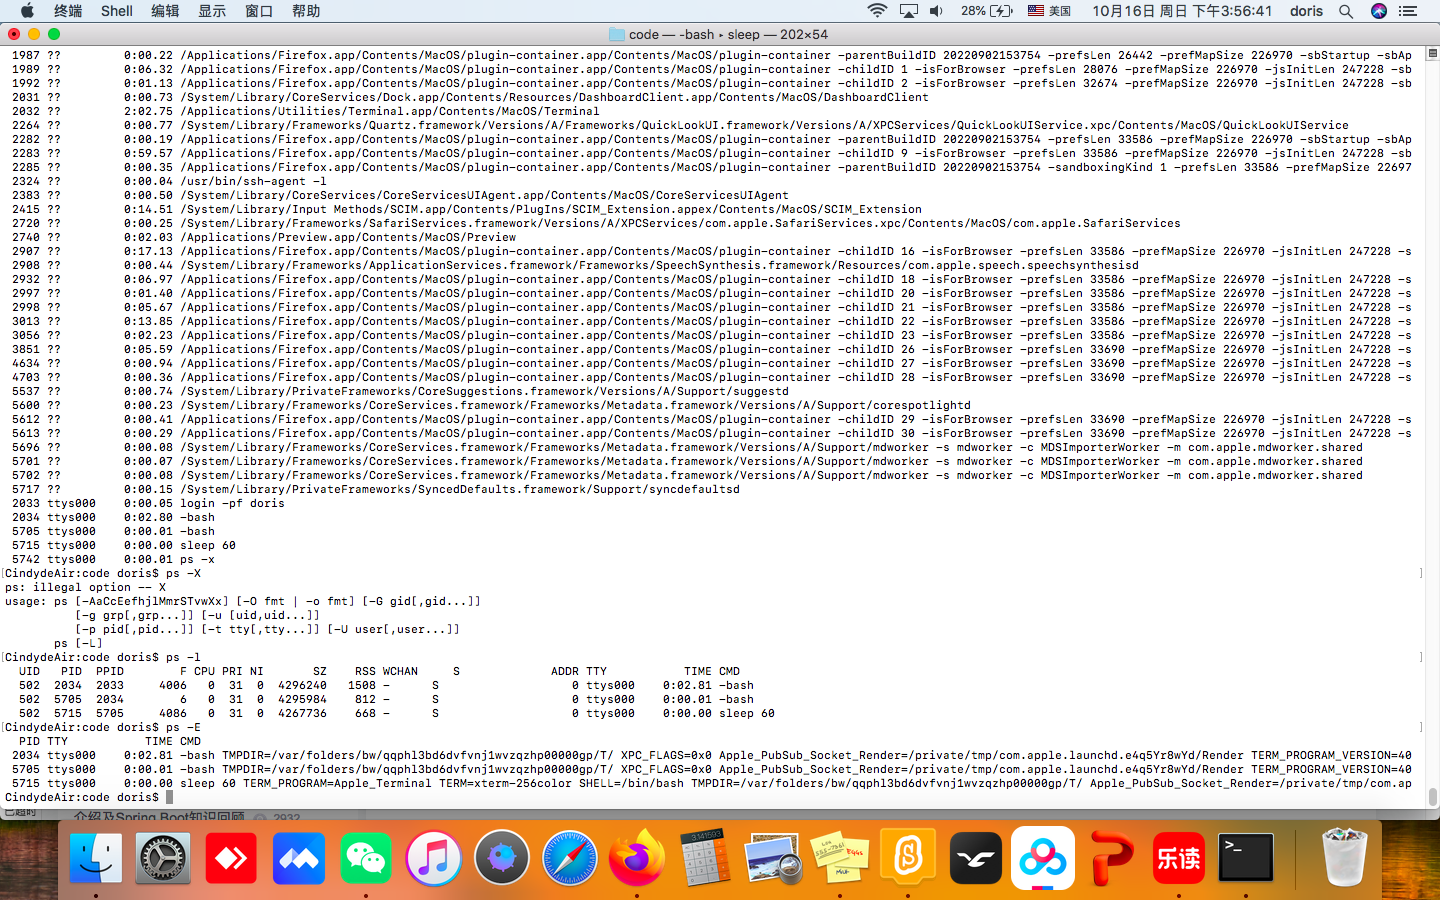 终端 Shell 编辑 显示 窗口 帮助 28% 美国 10月16日 周日 下午3:56:41 doris
code — -bash ▸ sleep — 202×54
1987 ?? 0:00.22 /Applications/Firefox.app/Contents/MacOS/plugin-container.app/Contents/MacOS/plugin-container -parentBuildID 20220902153754 -prefsLen 26442 -prefMapSize 226970 -sbStartup -sbAp
1989 ?? 0:06.32 /Applications/Firefox.app/Contents/MacOS/plugin-container.app/Contents/MacOS/plugin-container -childID 1 -isForBrowser -prefsLen 28076 -prefMapSize 226970 -jsInitLen 247228 -sb
1992 ?? 0:01.13 /Applications/Firefox.app/Contents/MacOS/plugin-container.app/Contents/MacOS/plugin-container -childID 2 -isForBrowser -prefsLen 32674 -prefMapSize 226970 -jsInitLen 247228 -sb
2031 ?? 0:00.73 /System/Library/CoreServices/Dock.app/Contents/Resources/DashboardClient.app/Contents/MacOS/DashboardClient
2032 ?? 2:02.75 /Applications/Utilities/Terminal.app/Contents/MacOS/Terminal
2264 ?? 0:00.77 /System/Library/Frameworks/Quartz.framework/Versions/A/Frameworks/QuickLookUI.framework/Versions/A/XPCServices/QuickLookUIService.xpc/Contents/MacOS/QuickLookUIService
2282 ?? 0:00.19 /Applications/Firefox.app/Contents/MacOS/plugin-container.app/Contents/MacOS/plugin-container -parentBuildID 20220902153754 -prefsLen 33586 -prefMapSize 226970 -sbStartup -sbAp
2283 ?? 0:59.57 /Applications/Firefox.app/Contents/MacOS/plugin-container.app/Contents/MacOS/plugin-container -childID 9 -isForBrowser -prefsLen 33586 -prefMapSize 226970 -jsInitLen 247228 -sb
2285 ?? 0:00.35 /Applications/Firefox.app/Contents/MacOS/plugin-container.app/Contents/MacOS/plugin-container -parentBuildID 20220902153754 -sandboxingKind 1 -prefsLen 33586 -prefMapSize 22697
2324 ?? 0:00.04 /usr/bin/ssh-agent -l
2383 ?? 0:00.50 /System/Library/CoreServices/CoreServicesUIAgent.app/Contents/MacOS/CoreServicesUIAgent
2415 ?? 0:14.51 /System/Library/Input Methods/SCIM.app/Contents/PlugIns/SCIM_Extension.appex/Contents/MacOS/SCIM_Extension
2720 ?? 0:00.25 /System/Library/Frameworks/SafariServices.framework/Versions/A/XPCServices/com.apple.SafariServices.xpc/Contents/MacOS/com.apple.SafariServices
2740 ?? 0:02.03 /Applications/Preview.app/Contents/MacOS/Preview
2907 ?? 0:17.13 /Applications/Firefox.app/Contents/MacOS/plugin-container.app/Contents/MacOS/plugin-container -childID 16 -isForBrowser -prefsLen 33586 -prefMapSize 226970 -jsInitLen 247228 -s
2908 ?? 0:00.44 /System/Library/Frameworks/ApplicationServices.framework/Frameworks/SpeechSynthesis.framework/Resources/com.apple.speech.speechsynthesisd
2932 ?? 0:06.97 /Applications/Firefox.app/Contents/MacOS/plugin-container.app/Contents/MacOS/plugin-container -childID 18 -isForBrowser -prefsLen 33586 -prefMapSize 226970 -jsInitLen 247228 -s
2997 ?? 0:01.40 /Applications/Firefox.app/Contents/MacOS/plugin-container.app/Contents/MacOS/plugin-container -childID 20 -isForBrowser -prefsLen 33586 -prefMapSize 226970 -jsInitLen 247228 -s
2998 ?? 0:05.67 /Applications/Firefox.app/Contents/MacOS/plugin-container.app/Contents/MacOS/plugin-container -childID 21 -isForBrowser -prefsLen 33586 -prefMapSize 226970 -jsInitLen 247228 -s
3013 ?? 0:13.85 /Applications/Firefox.app/Contents/MacOS/plugin-container.app/Contents/MacOS/plugin-container -childID 22 -isForBrowser -prefsLen 33586 -prefMapSize 226970 -jsInitLen 247228 -s
3056 ?? 0:02.23 /Applications/Firefox.app/Contents/MacOS/plugin-container.app/Contents/MacOS/plugin-container -childID 23 -isForBrowser -prefsLen 33586 -prefMapSize 226970 -jsInitLen 247228 -s
3851 ?? 0:05.59 /Applications/Firefox.app/Contents/MacOS/plugin-container.app/Contents/MacOS/plugin-container -childID 26 -isForBrowser -prefsLen 33690 -prefMapSize 226970 -jsInitLen 247228 -s
4634 ?? 0:00.94 /Applications/Firefox.app/Contents/MacOS/plugin-container.app/Contents/MacOS/plugin-container -childID 27 -isForBrowser -prefsLen 33690 -prefMapSize 226970 -jsInitLen 247228 -s
4703 ?? 0:00.36 /Applications/Firefox.app/Contents/MacOS/plugin-container.app/Contents/MacOS/plugin-container -childID 28 -isForBrowser -prefsLen 33690 -prefMapSize 226970 -jsInitLen 247228 -s
5537 ?? 0:00.74 /System/Library/PrivateFrameworks/CoreSuggestions.framework/Versions/A/Support/suggestd
5600 ?? 0:00.23 /System/Library/Frameworks/CoreServices.framework/Frameworks/Metadata.framework/Versions/A/Support/corespotlightd
5612 ?? 0:00.41 /Applications/Firefox.app/Contents/MacOS/plugin-container.app/Contents/MacOS/plugin-container -childID 29 -isForBrowser -prefsLen 33690 -prefMapSize 226970 -jsInitLen 247228 -s
5613 ?? 0:00.29 /Applications/Firefox.app/Contents/MacOS/plugin-container.app/Contents/MacOS/plugin-container -childID 30 -isForBrowser -prefsLen 33690 -prefMapSize 226970 -jsInitLen 247228 -s
5696 ?? 0:00.08 /System/Library/Frameworks/CoreServices.framework/Frameworks/Metadata.framework/Versions/A/Support/mdworker -s mdworker -c MDSImporterWorker -m com.apple.mdworker.shared
5701 ?? 0:00.07 /System/Library/Frameworks/CoreServices.framework/Frameworks/Metadata.framework/Versions/A/Support/mdworker -s mdworker -c MDSImporterWorker -m com.apple.mdworker.shared
5702 ?? 0:00.08 /System/Library/Frameworks/CoreServices.framework/Frameworks/Metadata.framework/Versions/A/Support/mdworker -s mdworker -c MDSImporterWorker -m com.apple.mdworker.shared
5717 ?? 0:00.15 /System/Library/PrivateFrameworks/SyncedDefaults.framework/Support/syncdefaultsd
2033 ttys000 0:00.05 login -pf doris
2034 ttys000 0:02.80 -bash
5705 ttys000 0:00.01 -bash
5715 ttys000 0:00.00 sleep 60
5742 ttys000 0:00.01 ps -x
[CindydeAir:code doris$ ps -X ]
ps: illegal option -- X
usage: ps [-AaCcEefhjlMmrSTvwXx] [-O fmt | -o fmt] [-G gid[,gid...]]
[-g grp[,grp...]] [-u [uid,uid...]]
[-p pid[,pid...]] [-t tty[,tty...]] [-U user[,user...]]
ps [-L]
[CindydeAir:code doris$ ps -l ]
UID PID PPID F CPU PRI NI SZ RSS WCHAN S ADDR TTY TIME CMD
502 2034 2033 4006 0 31 0 4296240 1508 - S 0 ttys000 0:02.81 -bash
502 5705 2034 6 0 31 0 4295984 812 - S 0 ttys000 0:00.01 -bash
502 5715 5705 4086 0 31 0 4267736 668 - S 0 ttys000 0:00.00 sleep 60
[CindydeAir:code doris$ ps -E ]
PID TTY TIME CMD
2034 ttys000 0:02.81 -bash TMPDIR=/var/folders/bw/qqphl3bd6dvfvnj1wvzqzhp00000gp/T/ XPC_FLAGS=0x0 Apple_PubSub_Socket_Render=/private/tmp/com.apple.launchd.e4q5Yr8wYd/Render TERM_PROGRAM_VERSION=40
5705 ttys000 0:00.01 -bash TMPDIR=/var/folders/bw/qqphl3bd6dvfvnj1wvzqzhp00000gp/T/ XPC_FLAGS=0x0 Apple_PubSub_Socket_Render=/private/tmp/com.apple.launchd.e4q5Yr8wYd/Render TERM_PROGRAM_VERSION=40
5715 ttys000 0:00.00 sleep 60 TERM_PROGRAM=Apple_Terminal TERM=xterm-256color SHELL=/bin/bash TMPDIR=/var/folders/bw/qqphl3bd6dvfvnj1wvzqzhp00000gp/T/ Apple_PubSub_Socket_Render=/private/tmp/com.ap
CindydeAir:code doris$
已超时
介绍及Spring Boot知识回顾 2932
3.141593
EGGS
MILK
乐读
>_